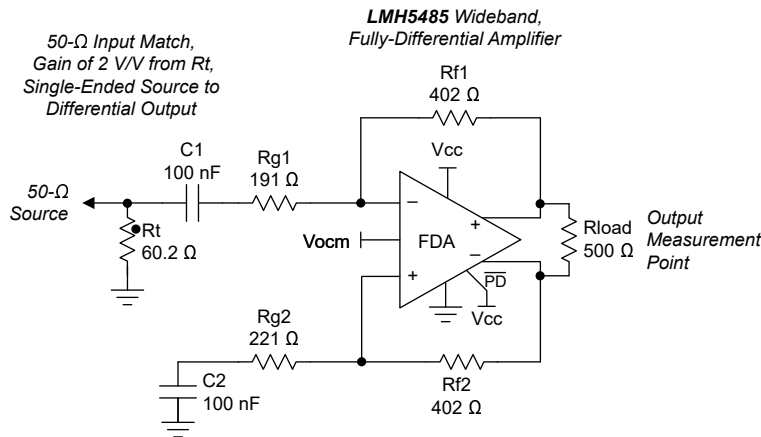 LMH5485 Wideband,
Fully-Differential Amplifier
50-Ω Input Match,
Gain of 2 V/V from Rt,
Single-Ended Source to
Differential Output
Rf1
402 Ω
C1
100 nF
Rg1
191 Ω
Vcc
50-Ω
Source
Rt
60.2 Ω
−
+
Vocm
FDA
+
−
PD
Vcc
Rload
500 Ω
Output
Measurement
Point
Rg2
221 Ω
C2
100 nF
Rf2
402 Ω